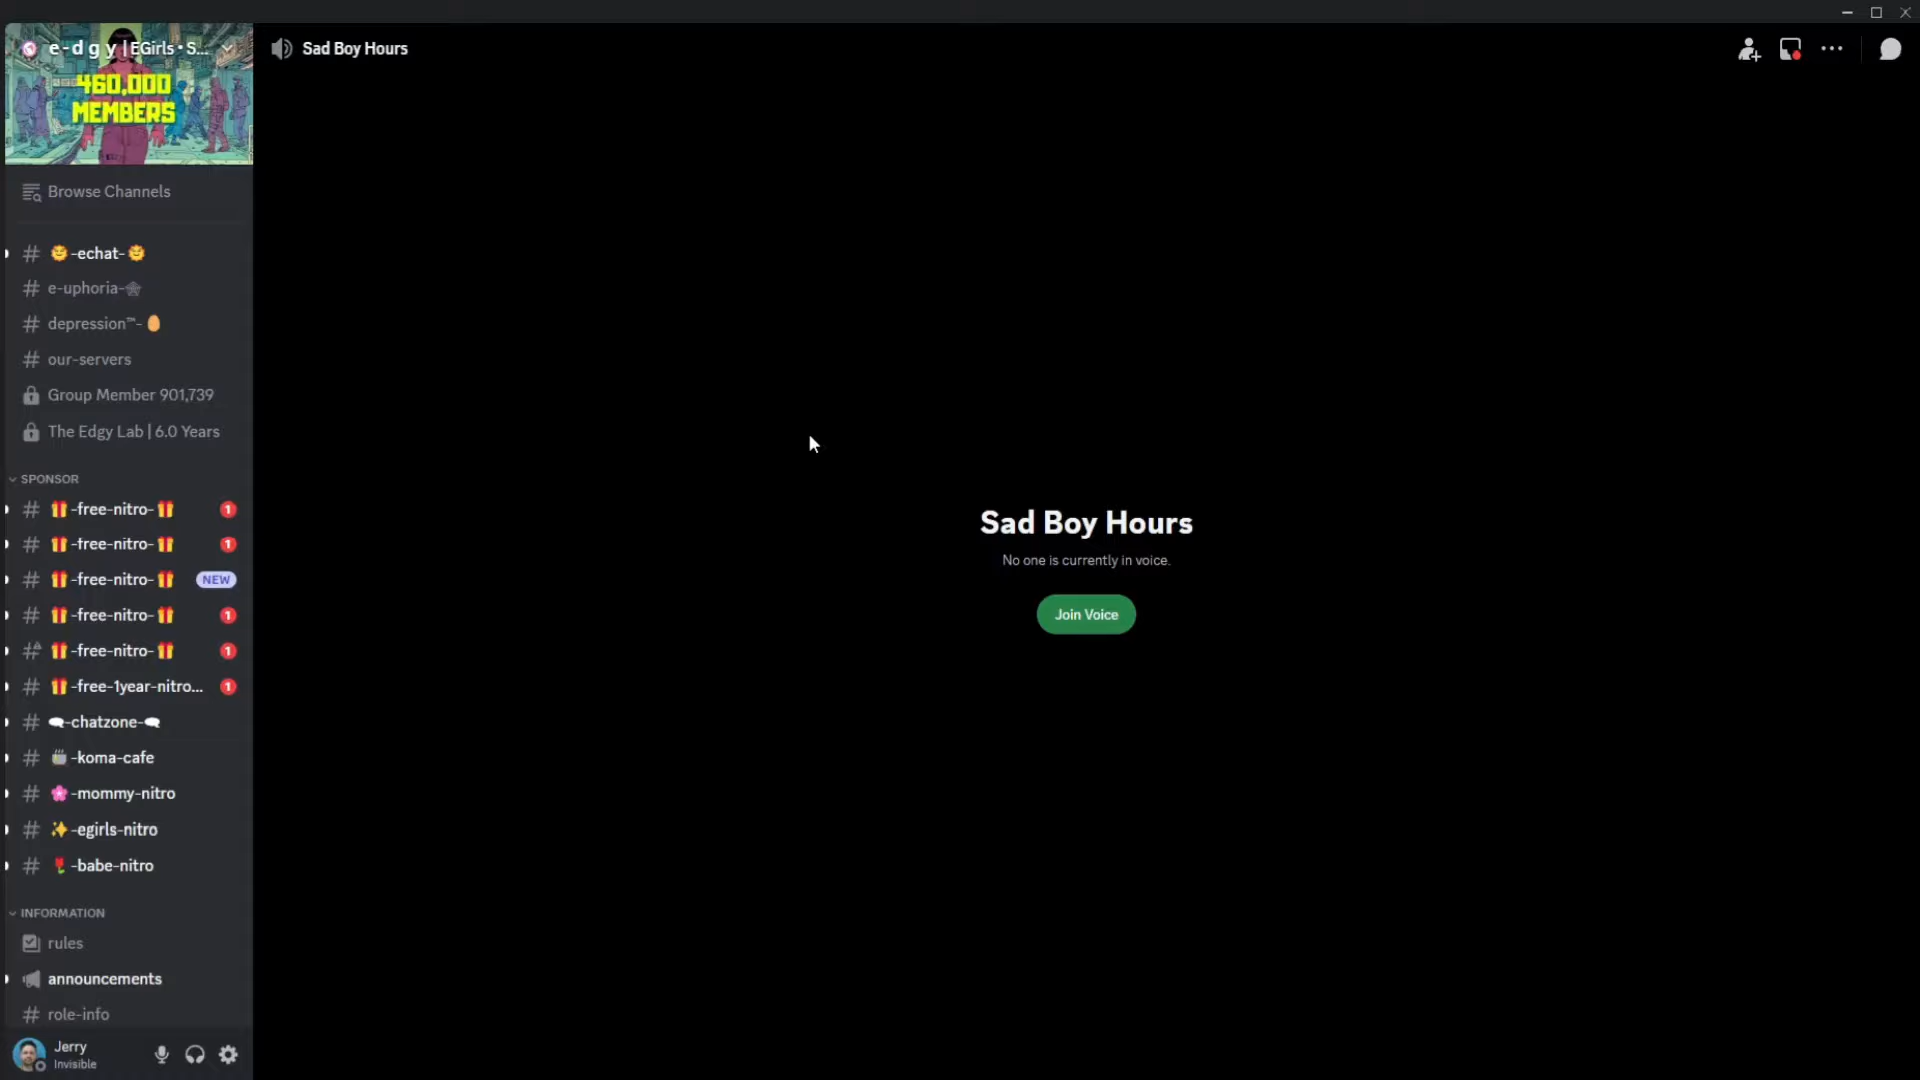 e-d g y | EGirls • S...
460,000
MEMBERS
Browse Channels
-echat-
e-uphoria-
depression™-
our-servers
Group Member 901,739
The Edgy Lab | 6.0 Years
SPONSOR
-free-nitro- 1
-free-nitro- 1
-free-nitro- NEW
-free-nitro- 1
-free-nitro- 1
-free-1year-nitro... 1
-chatzone-
-koma-cafe
-mommy-nitro
-egirls-nitro
-babe-nitro
INFORMATION
rules
announcements
role-info
Jerry
Invisible
Sad Boy Hours
Sad Boy Hours
No one is currently in voice.
Join Voice